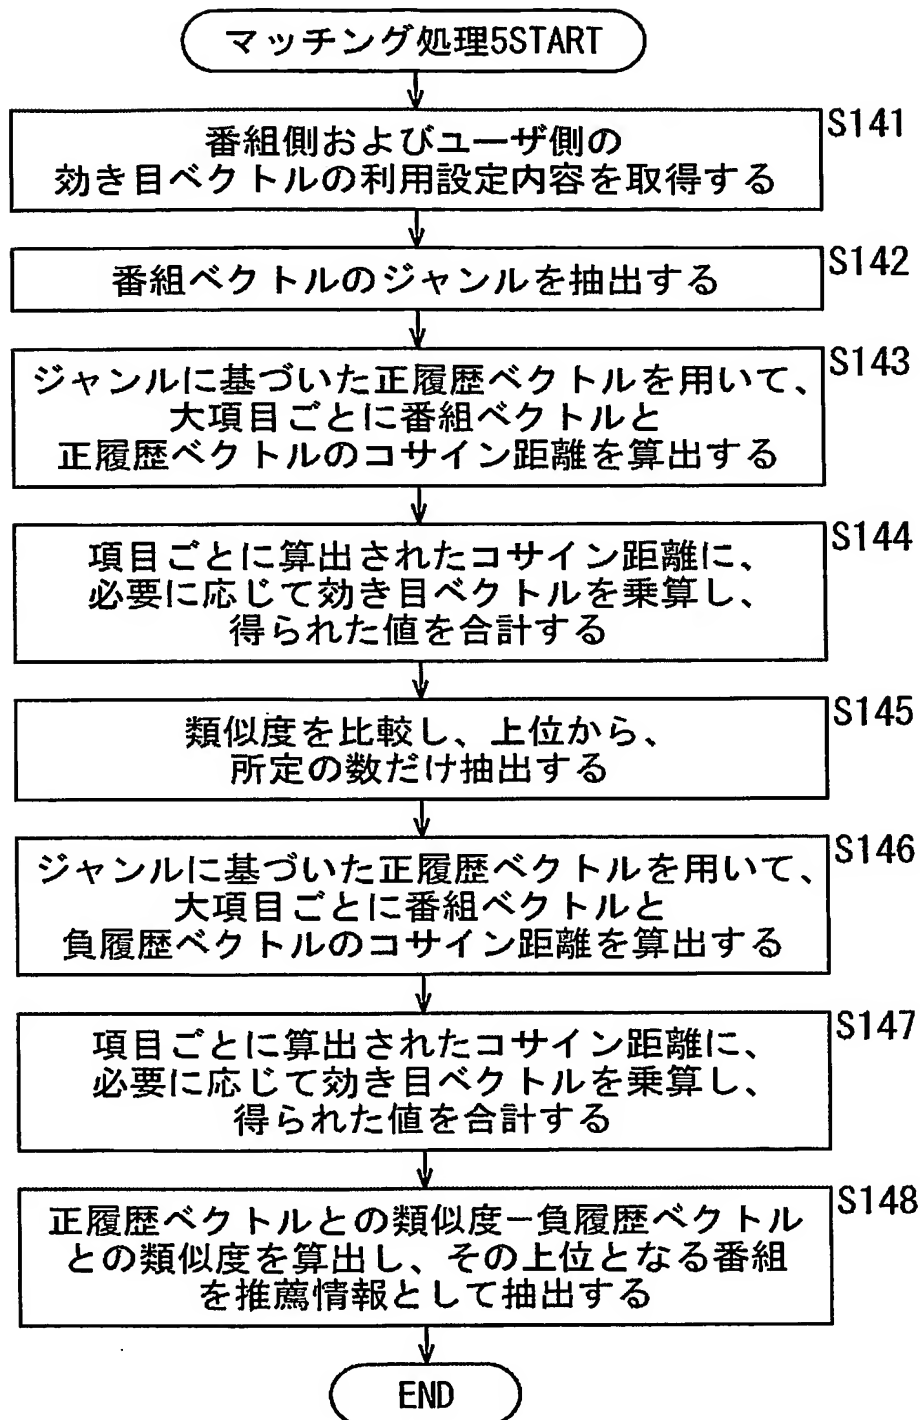 マッチング処理5START
S141
番組側およびユーザ側の
効き目ベクトルの利用設定内容を取得する
S142
番組ベクトルのジャンルを抽出する
S143
ジャンルに基づいた正履歴ベクトルを用いて、
大項目ごとに番組ベクトルと
正履歴ベクトルのコサイン距離を算出する
S144
項目ごとに算出されたコサイン距離に、
必要に応じて効き目ベクトルを乗算し、
得られた値を合計する
S145
類似度を比較し、上位から、
所定の数だけ抽出する
S146
ジャンルに基づいた正履歴ベクトルを用いて、
大項目ごとに番組ベクトルと
負履歴ベクトルのコサイン距離を算出する
S147
項目ごとに算出されたコサイン距離に、
必要に応じて効き目ベクトルを乗算し、
得られた値を合計する
S148
正履歴ベクトルとの類似度−負履歴ベクトル
との類似度を算出し、その上位となる番組
を推薦情報として抽出する
END